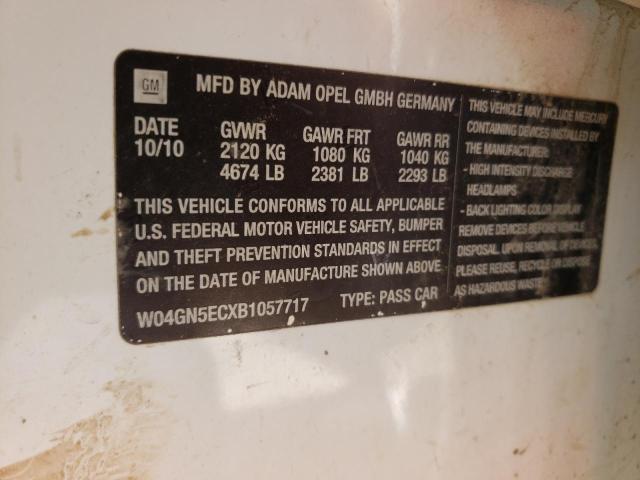 GM
MFD BY ADAM OPEL GMBH GERMANY
DATE GVWR GAWR FRT GAWR RR
10/10 2120 KG 1080 KG 1040 KG
4674 LB 2381 LB 2293 LB
THIS VEHICLE CONFORMS TO ALL APPLICABLE
U.S. FEDERAL MOTOR VEHICLE SAFETY, BUMPER
AND THEFT PREVENTION STANDARDS IN EFFECT
ON THE DATE OF MANUFACTURE SHOWN ABOVE
W04GN5ECXB1057717 TYPE: PASS CAR
THIS VEHICLE MAY INCLUDE MERCURY
CONTAINING DEVICES INSTALLED BY
THE MANUFACTURER:
- HIGH INTENSITY DISCHARGE
HEADLAMPS
- BACK LIGHTING COLOR DISPLAY
REMOVE DEVICES BEFORE VEHICLE
DISPOSAL. UPON REMOVAL OF DEVICES,
PLEASE REUSE, RECYCLE OR DISPOSE
AS HAZARDOUS WASTE